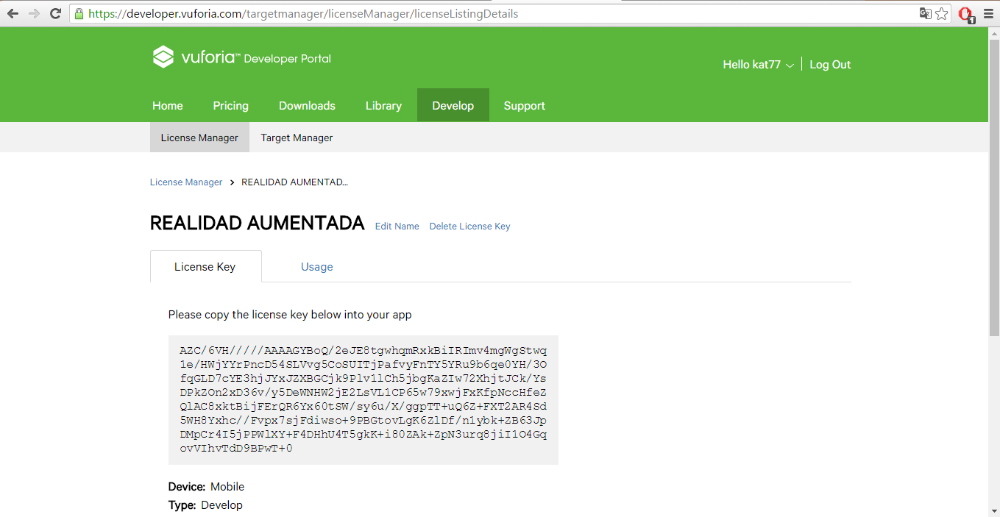 https://developer.vuforia.com/targetmanager/licenseManager/licenseListingDetails
1
vuforia™ Developer Portal
Hello kat77
Log Out
Home Pricing Downloads Library Develop Support
License Manager Target Manager
License Manager > REALIDAD AUMENTAD...
REALIDAD AUMENTADA Edit Name Delete License Key
License Key Usage
Please copy the license key below into your app
AZC/6VH/////AAAAGYBoQ/2eJE8tgwhqmRxkBiIRImv4mgWgStwq
1e/HWjYYrPncD54SLVvg5CoSUITjPafvyFnTY5YRu9b6qe0YH/3O
fqGLD7cYE3hjJYxJZXBGCjk9Plv1lCh5jbgKaZIw72XhjtJCk/Ys
DPkZOn2xD36v/y5DeWNHW2jE2LsVL1CP65w79xwjFxKfpNccHfeZ
QlAC8xktBijFErQR6Yx60tSW/sy6u/X/ggpTT+uQ6Z+FXT2AR4Sd
5WH8Yxhc//Fvpx7sjFdiwso+9PBGtovLgK6ZlDf/n1ybk+ZB63Jp
DMpCr4I5jPPWlXY+F4DHhU4T5gkK+i80ZAk+ZpN3urq8jiI1O4Gq
ovVIhvTdD9BPwT+0
Device: Mobile
Type: Develop